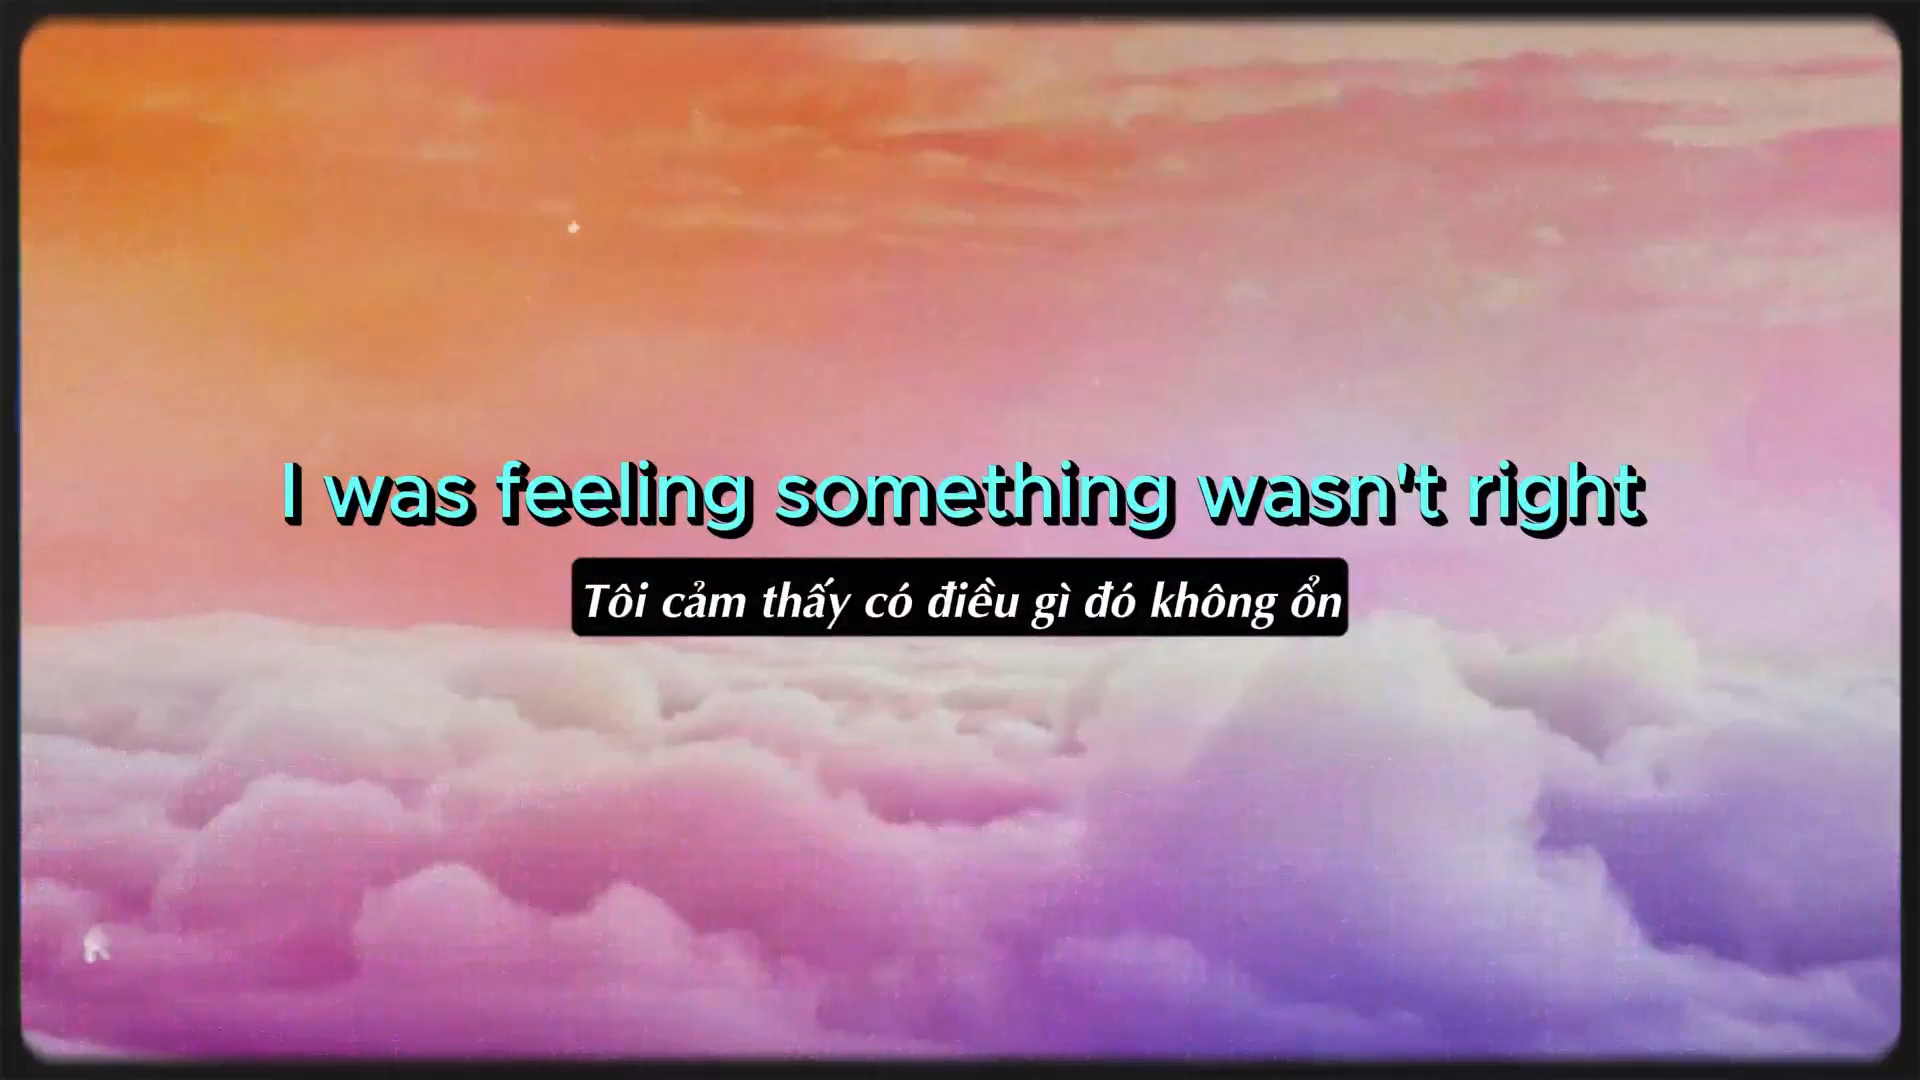 I was feeling something wasn't right
Tôi cảm thấy có điều gì đó không ổn